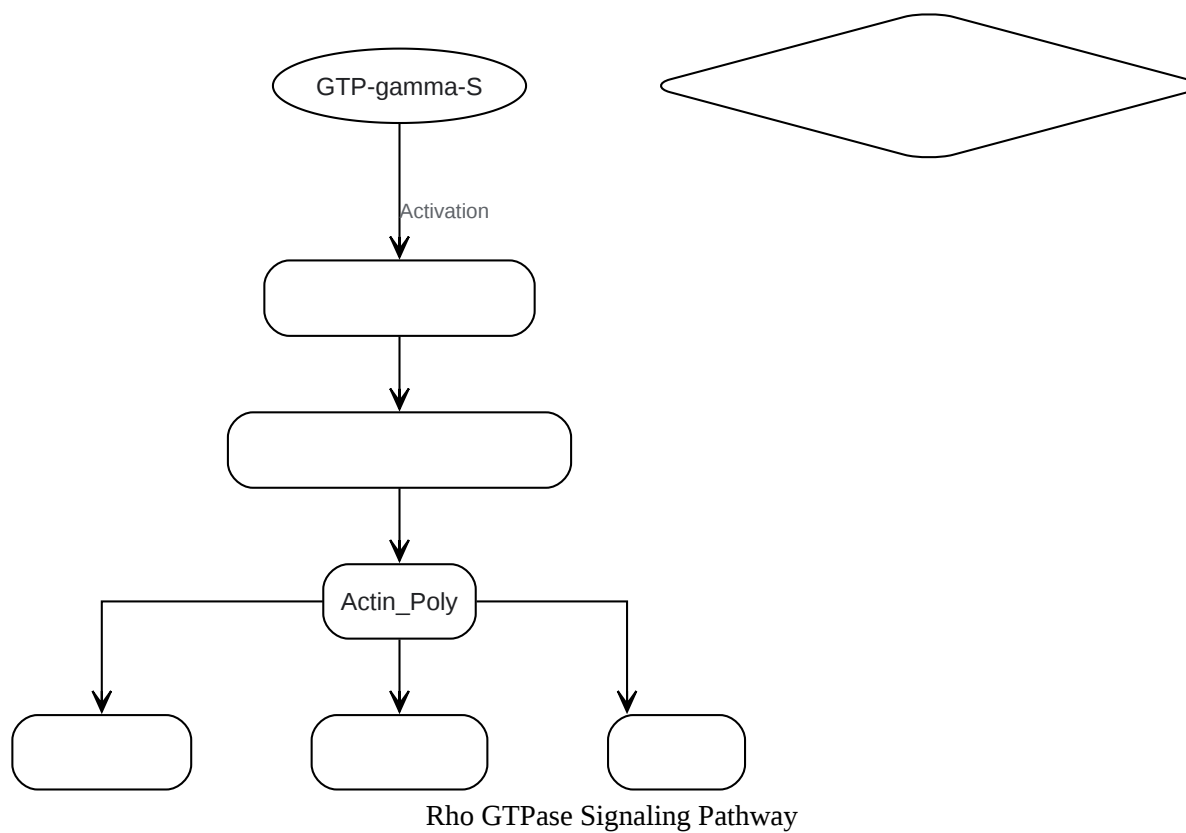 GTP-gamma-S
Activation
Actin_Poly
Rho GTPase Signaling Pathway